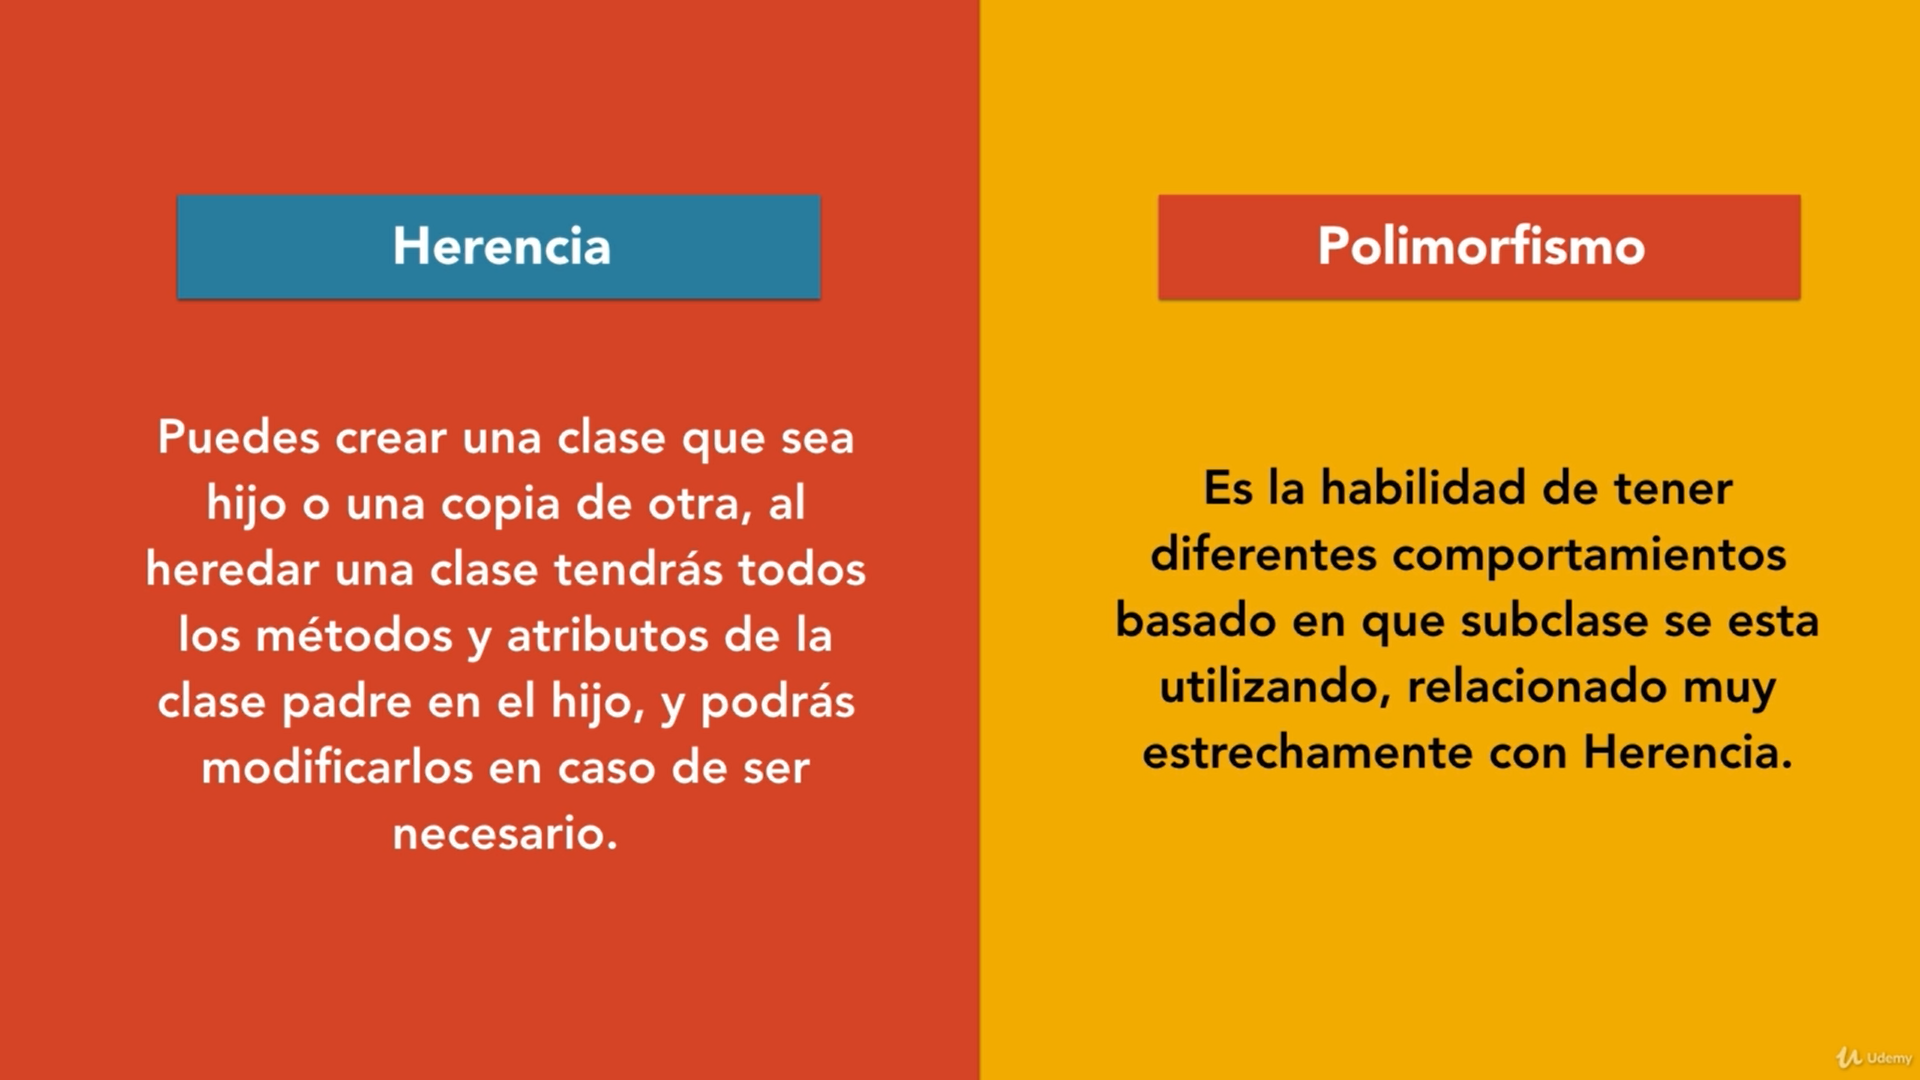 Herencia
Puedes crear una clase que sea
hijo o una copia de otra, al
heredar una clase tendrás todos
los métodos y atributos de la
clase padre en el hijo, y podrás
modificarlos en caso de ser
necesario.
Polimorfismo
Es la habilidad de tener
diferentes comportamientos
basado en que subclase se esta
utilizando, relacionado muy
estrechamente con Herencia.
Udemy